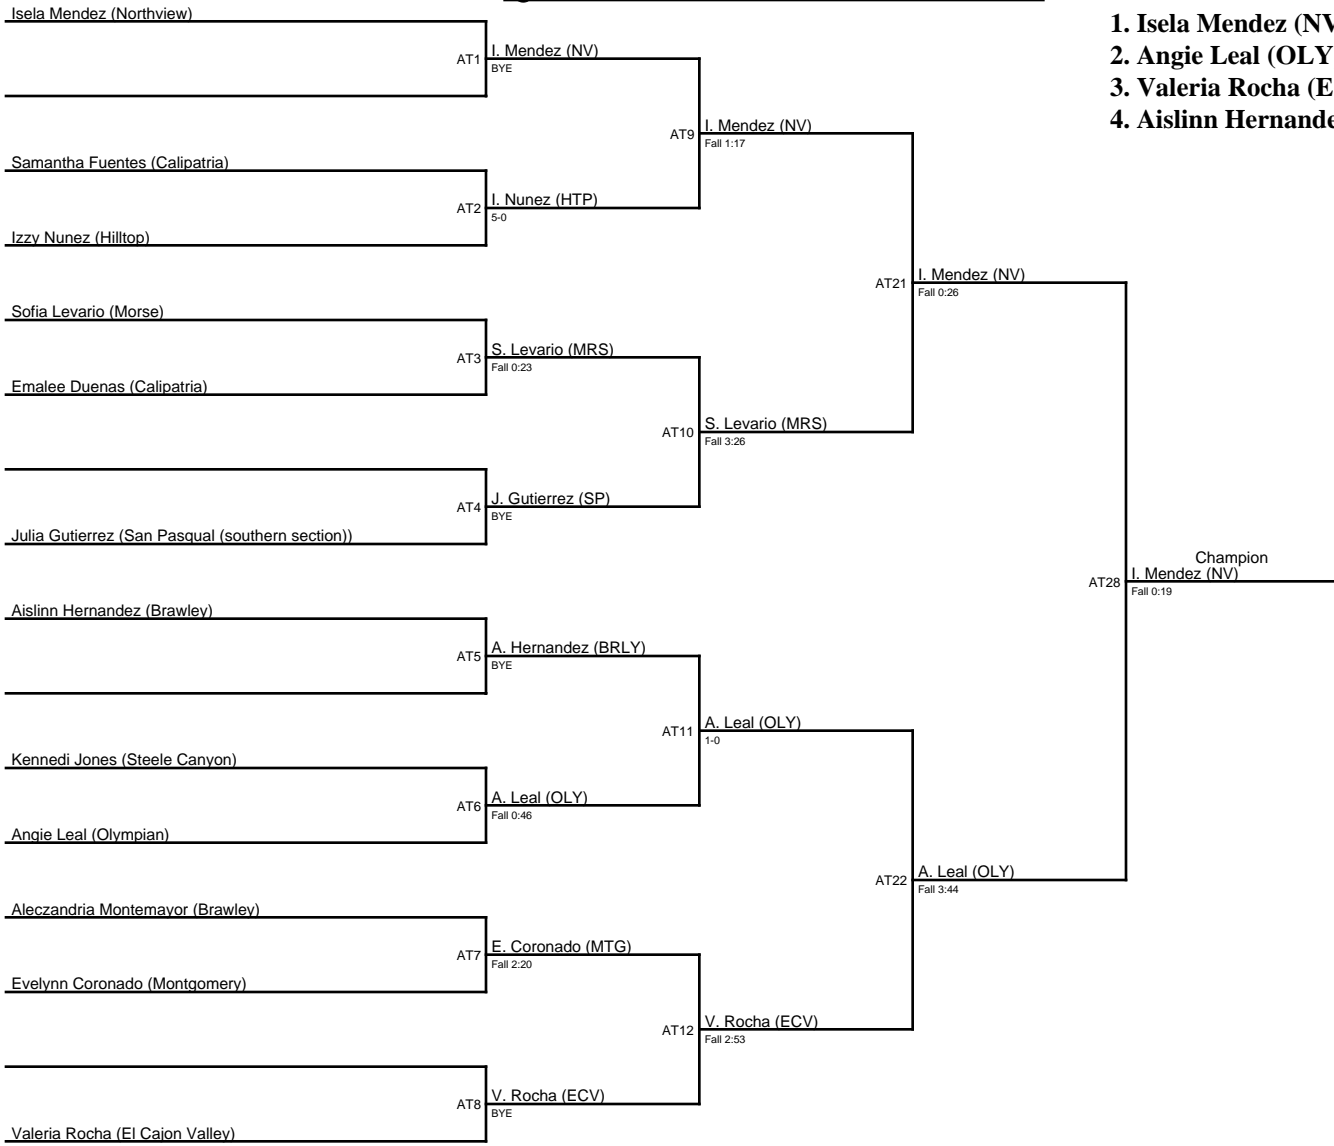 Isela Mendez (Northview)
AT1
I. Mendez (NV)
BYE
Samantha Fuentes (Calipatria)
AT2
I. Nunez (HTP)
5-0
Izzy Nunez (Hilltop)
AT9
I. Mendez (NV)
Fall 1:17
Sofia Levario (Morse)
AT3
S. Levario (MRS)
Fall 0:23
Emalee Duenas (Calipatria)
AT10
S. Levario (MRS)
Fall 3:26
AT4
J. Gutierrez (SP)
BYE
Julia Gutierrez (San Pasqual (southern section))
AT21
I. Mendez (NV)
Fall 0:26
Aislinn Hernandez (Brawley)
AT5
A. Hernandez (BRLY)
BYE
AT11
A. Leal (OLY)
1-0
Kennedi Jones (Steele Canyon)
AT6
A. Leal (OLY)
Fall 0:46
Angie Leal (Olympian)
AT22
A. Leal (OLY)
Fall 3:44
Aleczandria Montemayor (Brawley)
AT7
E. Coronado (MTG)
Fall 2:20
Evelynn Coronado (Montgomery)
AT12
V. Rocha (ECV)
Fall 2:53
AT8
V. Rocha (ECV)
BYE
Valeria Rocha (El Cajon Valley)
AT28
Champion
I. Mendez (NV)
Fall 0:19
1. Isela Mendez (NV
2. Angie Leal (OLY
3. Valeria Rocha (E
4. Aislinn Hernande